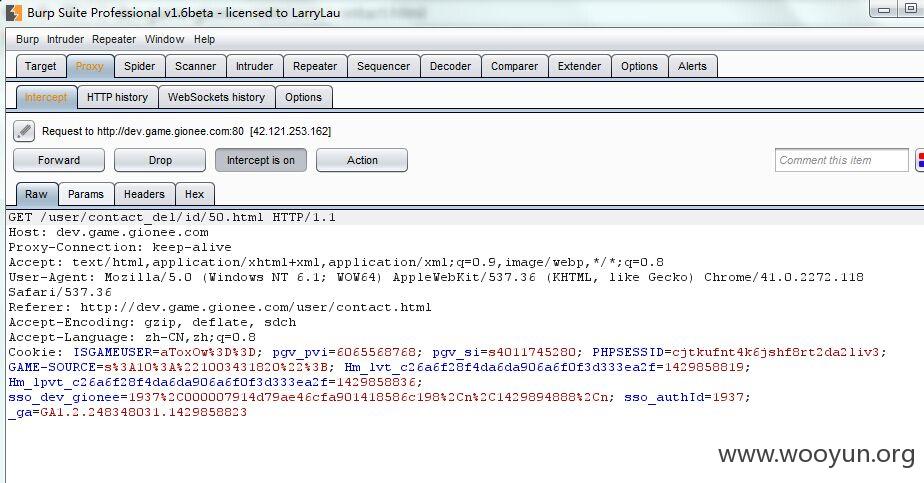 Burp Suite Professional v1.6beta - licensed to LarryLau
Burp Intruder Repeater Window Help
Target Proxy Spider Scanner Intruder Repeater Sequencer Decoder Comparer Extender Options Alerts
Intercept HTTP history WebSockets history Options
Request to http://dev.game.gionee.com:80 [42.121.253.162]
Forward Drop Intercept is on Action Comment this item
Raw Params Headers Hex
GET /user/contact_del/id/50.html HTTP/1.1
Host: dev.game.gionee.com
Proxy-Connection: keep-alive
Accept: text/html,application/xhtml+xml,application/xml;q=0.9,image/webp,*/*;q=0.8
User-Agent: Mozilla/5.0 (Windows NT 6.1; WOW64) AppleWebKit/537.36 (KHTML, like Gecko) Chrome/41.0.2272.118
Safari/537.36
Referer: http://dev.game.gionee.com/user/contact.html
Accept-Encoding: gzip, deflate, sdch
Accept-Language: zh-CN,zh;q=0.8
Cookie: ISGAMEUSER=aToxOw%3D%3D; pgv_pvi=6065568768; pgv_si=s4011745280; PHPSESSID=cjtkufnt4k6jshf8rt2da2liv3;
GAME-SOURCE=s%3A10%3A%221003431820%22%3B; Hm_lvt_c26a6f28f4da6da906a6f0f3d333ea2f=1429858819;
Hm_lpvt_c26a6f28f4da6da906a6f0f3d333ea2f=1429858836;
sso_dev_gionee=1937%2C000007914d79ae46cfa901418586c198%2Cn%2C1429894888%2Cn; sso_authId=1937;
_ga=GA1.2.248348031.1429858823
www.wooyun.org